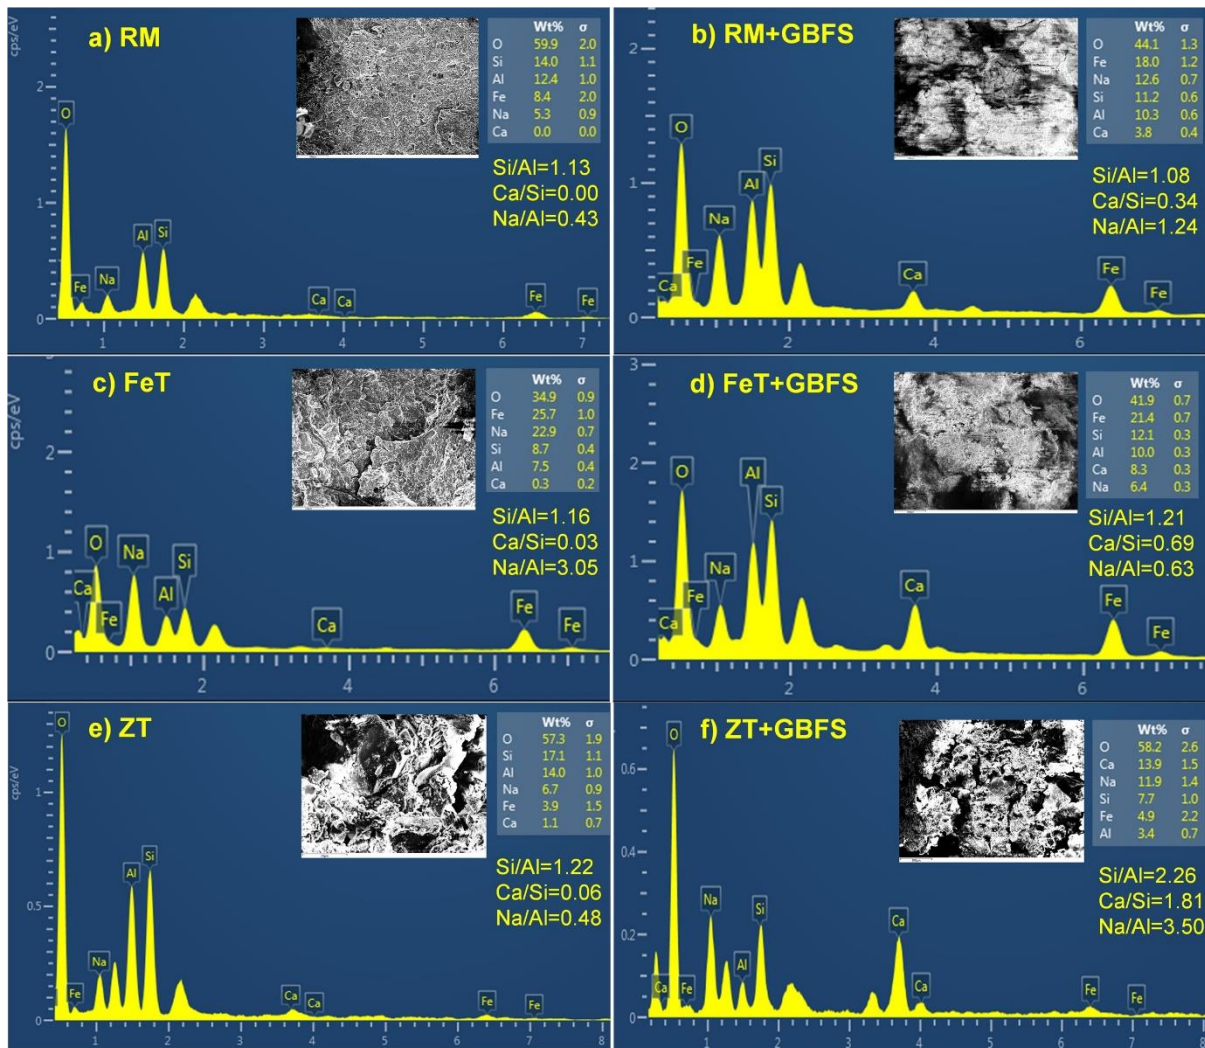 a) RM
cps/eV
Wt% σ
O 59.9 2.0
Si 14.0 1.1
Al 12.4 1.0
Fe 8.4 2.0
Na 5.3 0.9
Ca 0.0 0.0
Si/Al=1.13
Ca/Si=0.00
Na/Al=0.43
2
1
0
O
Fe
Na
Al
Si
Ca
Ca
Fe
Fe
1 2 3 4 5 6 7
b) RM+GBFS
Wt% σ
O 44.1 1.3
Fe 18.0 1.2
Na 12.6 0.7
Si 11.2 0.6
Al 10.3 0.6
Ca 3.8 0.4
Si/Al=1.08
Ca/Si=0.34
Na/Al=1.24
2
1
0
Ca
O
Fe
Na
Al
Si
Ca
Fe
Fe
2 4 6
c) FeT
cps/eV
Wt% σ
O 34.9 0.9
Fe 25.7 1.0
Na 22.9 0.7
Si 8.7 0.4
Al 7.5 0.4
Ca 0.3 0.2
Si/Al=1.16
Ca/Si=0.03
Na/Al=3.05
2
1
0
Ca
O
Fe
Na
Al
Si
Ca
Fe
Fe
2 4 6
d) FeT+GBFS
Wt% σ
O 41.9 0.7
Fe 21.4 0.7
Si 12.1 0.3
Al 10.0 0.3
Ca 8.3 0.3
Na 6.4 0.3
Si/Al=1.21
Ca/Si=0.69
Na/Al=0.63
3
2
1
0
Ca
O
Fe
Na
Al
Si
Ca
Fe
Fe
2 4 6
e) ZT
cps/eV
Wt% σ
O 57.3 1.9
Si 17.1 1.1
Al 14.0 1.0
Na 6.7 0.9
Fe 3.9 1.5
Ca 1.1 0.7
Si/Al=1.22
Ca/Si=0.06
Na/Al=0.48
1
0.5
0
O
Fe
Na
Al
Si
Ca
Ca
Fe
Fe
1 2 3 4 5 6 7 8
f) ZT+GBFS
Wt% σ
O 58.2 2.6
Ca 13.9 1.5
Na 11.9 1.4
Si 7.7 1.0
Fe 4.9 2.2
Al 3.4 0.7
Si/Al=2.26
Ca/Si=1.81
Na/Al=3.50
0.6
0.4
0.2
0.0
Ca
O
Fe
Na
Al
Si
Ca
Ca
Fe
Fe
1 2 3 4 5 6 7 8